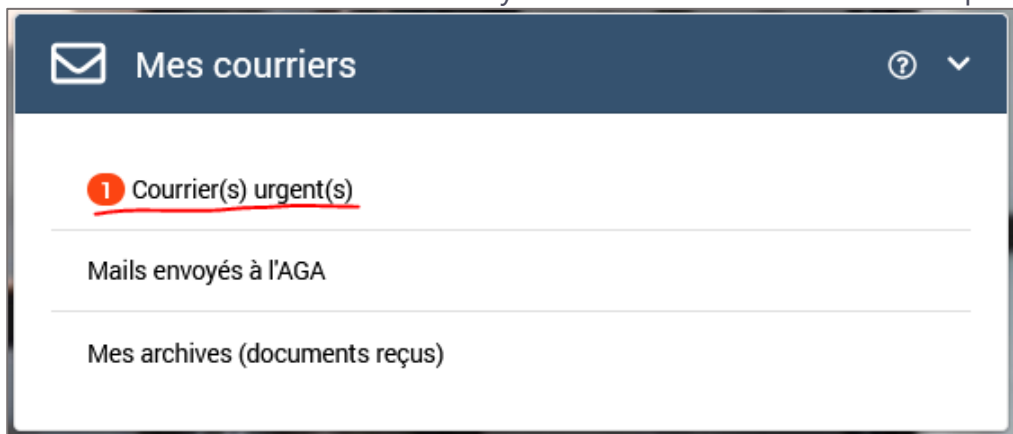 Mes courriers
1 Courrier(s) urgent(s)
Mails envoyés à l'AGA
Mes archives (documents reçus)